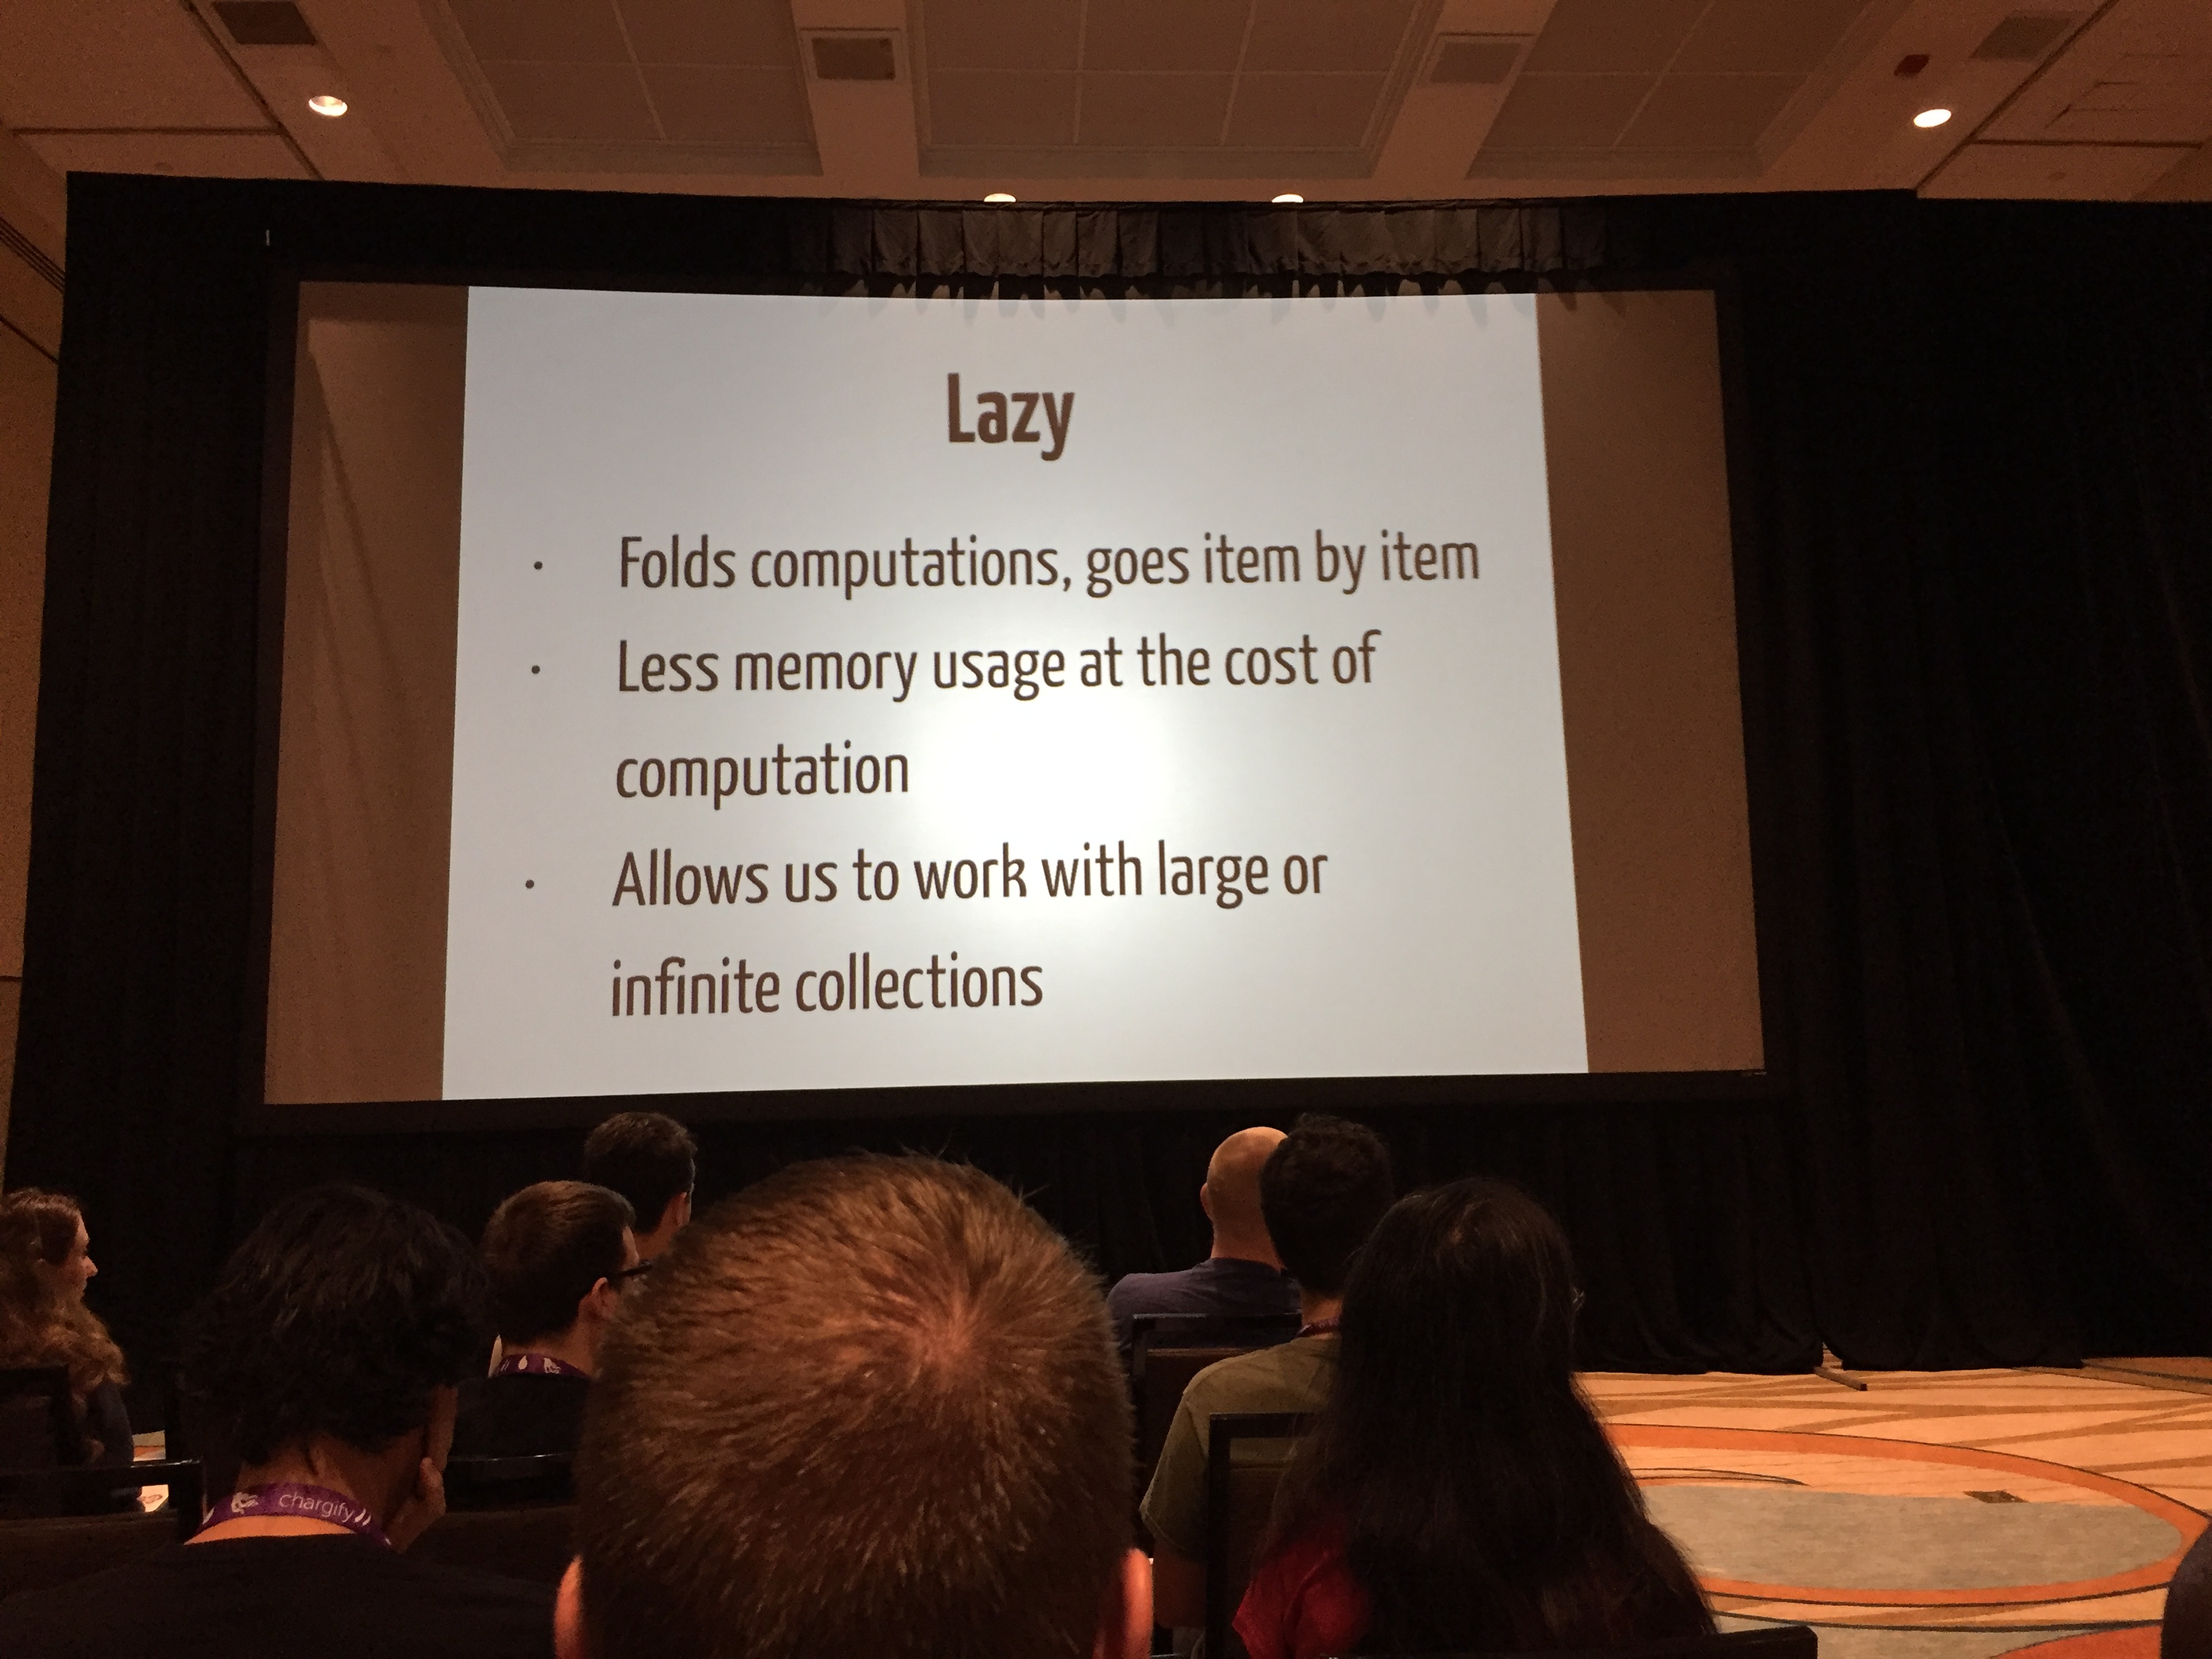 Lazy
· Folds computations, goes item by item
· Less memory usage at the cost of
computation
· Allows us to work with large or
infinite collections
chargify